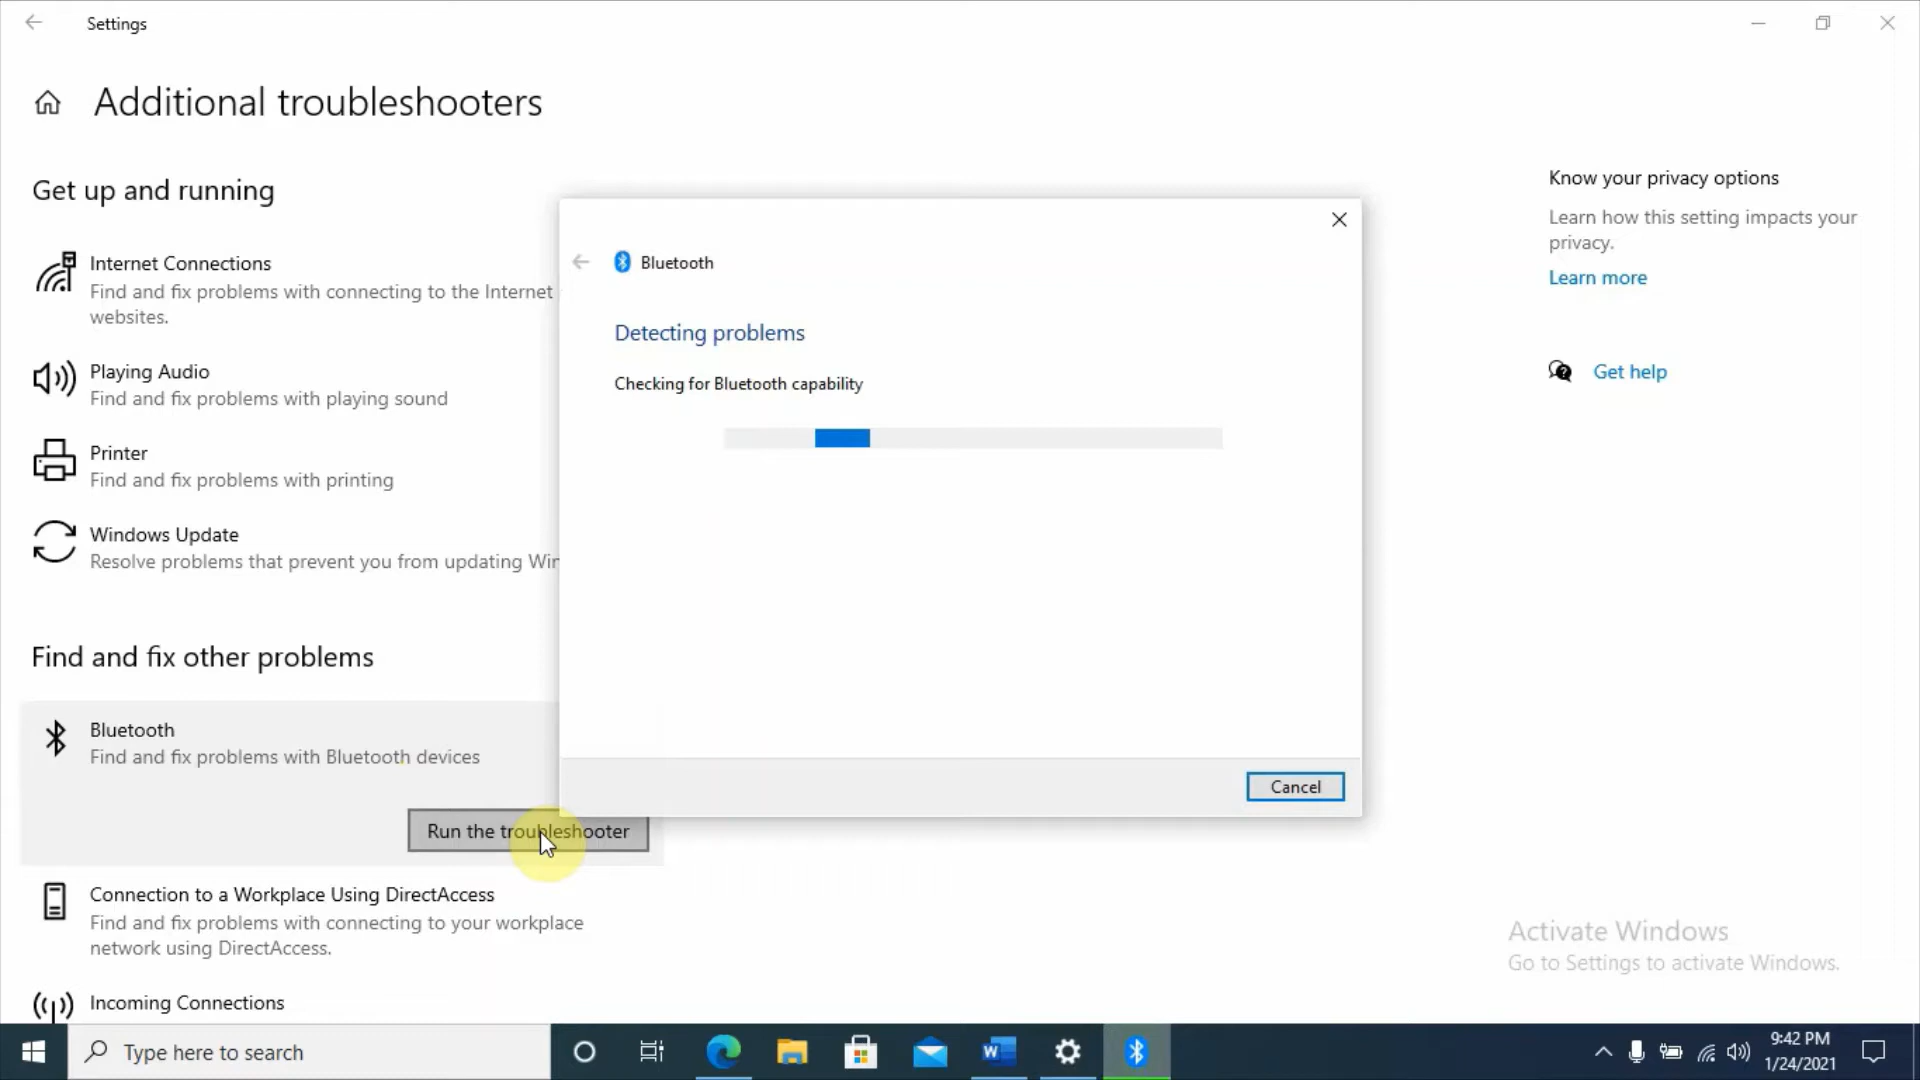 Settings
Additional troubleshooters
Get up and running
Internet Connections
Find and fix problems with connecting to the Internet
websites.
Playing Audio
Find and fix problems with playing sound
Printer
Find and fix problems with printing
Windows Update
Resolve problems that prevent you from updating Win
Find and fix other problems
Bluetooth
Find and fix problems with Bluetooth devices
Run the troubleshooter
Connection to a Workplace Using DirectAccess
Find and fix problems with connecting to your workplace
network using DirectAccess.
Incoming Connections
Bluetooth
Detecting problems
Checking for Bluetooth capability
Cancel
Know your privacy options
Learn how this setting impacts your
privacy.
Learn more
Get help
Activate Windows
Go to Settings to activate Windows.
Type here to search
W
9:42 PM
1/24/2021